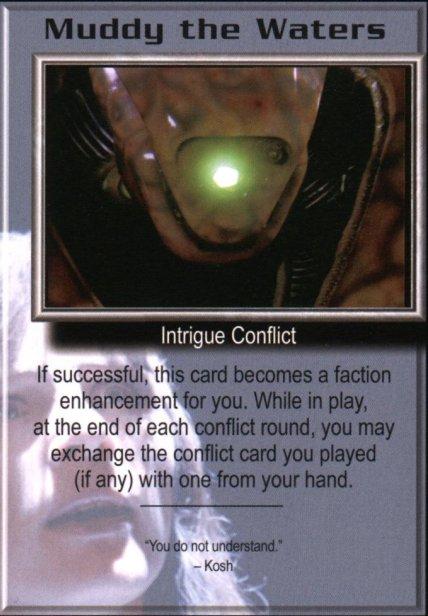 Muddy the Waters
Intrigue Conflict
If successful, this card becomes a faction
enhancement for you. While in play,
at the end of each conflict round, you may
exchange the conflict card you played
(if any) with one from your hand.
“You do not understand.”
– Kosh